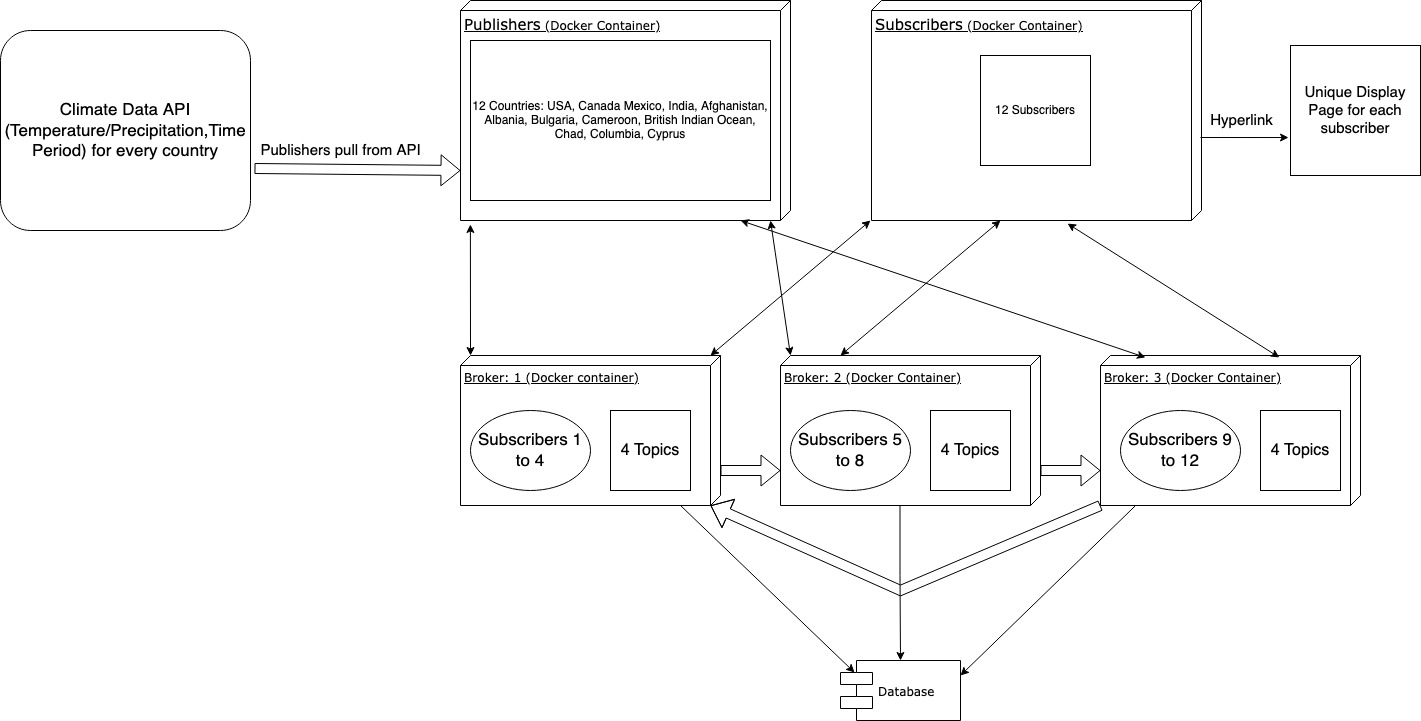 Publishers (Docker Container)
Subscribers (Docker Container)
Climate Data API
(Temperature/Precipitation,Time
Period) for every country
Publishers pull from API
12 Countries: USA, Canada Mexico, India, Afghanistan,
Albania, Bulgaria, Cameroon, British Indian Ocean,
Chad, Columbia, Cyprus
12 Subscribers
Hyperlink
Unique Display
Page for each
subscriber
Broker: 1 (Docker container)
Subscribers 1
to 4
4 Topics
Broker: 2 (Docker Container)
Subscribers 5
to 8
4 Topics
Broker: 3 (Docker Container)
Subscribers 9
to 12
4 Topics
Database